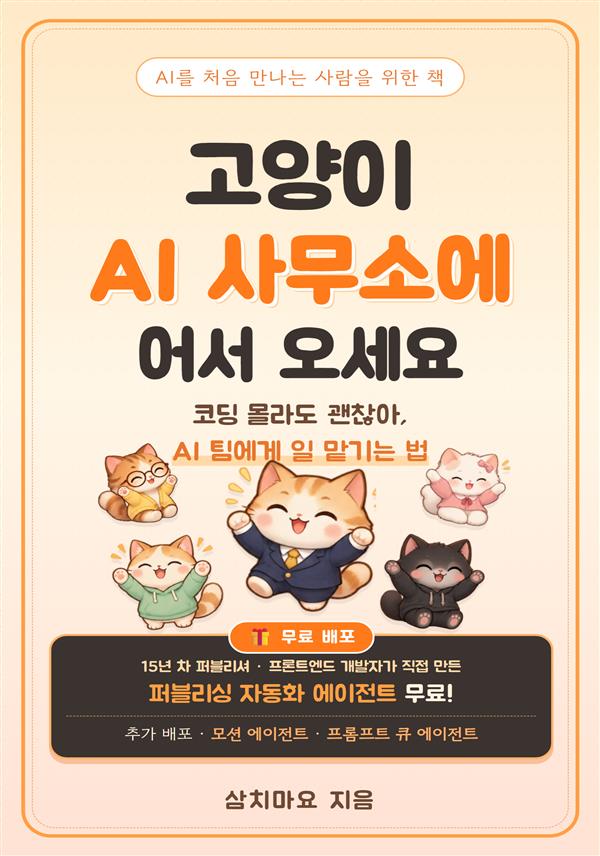 AI를 처음 만나는 사람을 위한 책
고양이
AI 사무소에
어서 오세요
코딩 몰라도 괜찮아,
AI 팀에게 일 맡기는 법
무료 배포
15년 차 퍼블리셔 · 프론트엔드 개발자가 직접 만든
퍼블리싱 자동화 에이전트 무료!
추가 배포 · 모션 에이전트 · 프롬프트 큐 에이전트
삼치마요 지음